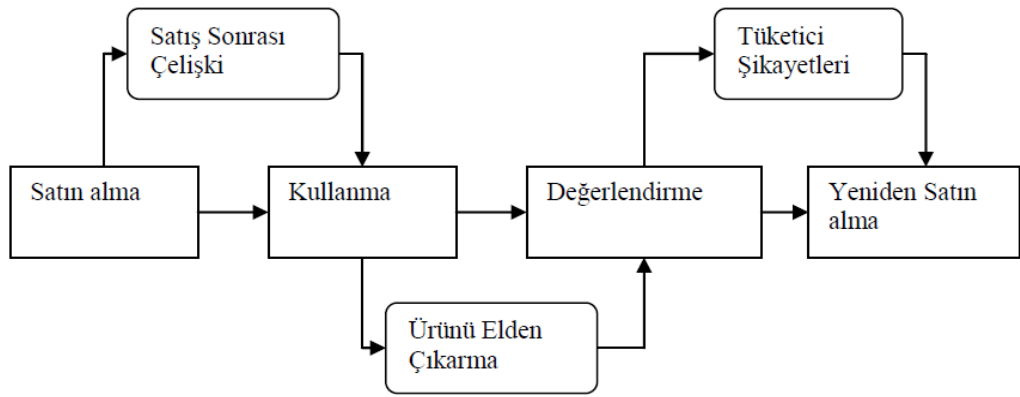 Satış Sonrası
Çelişki
Tüketici
Şikayetleri
Satın alma
Kullanma
Değerlendirme
Yeniden Satın
alma
Ürünü Elden
Çıkarma